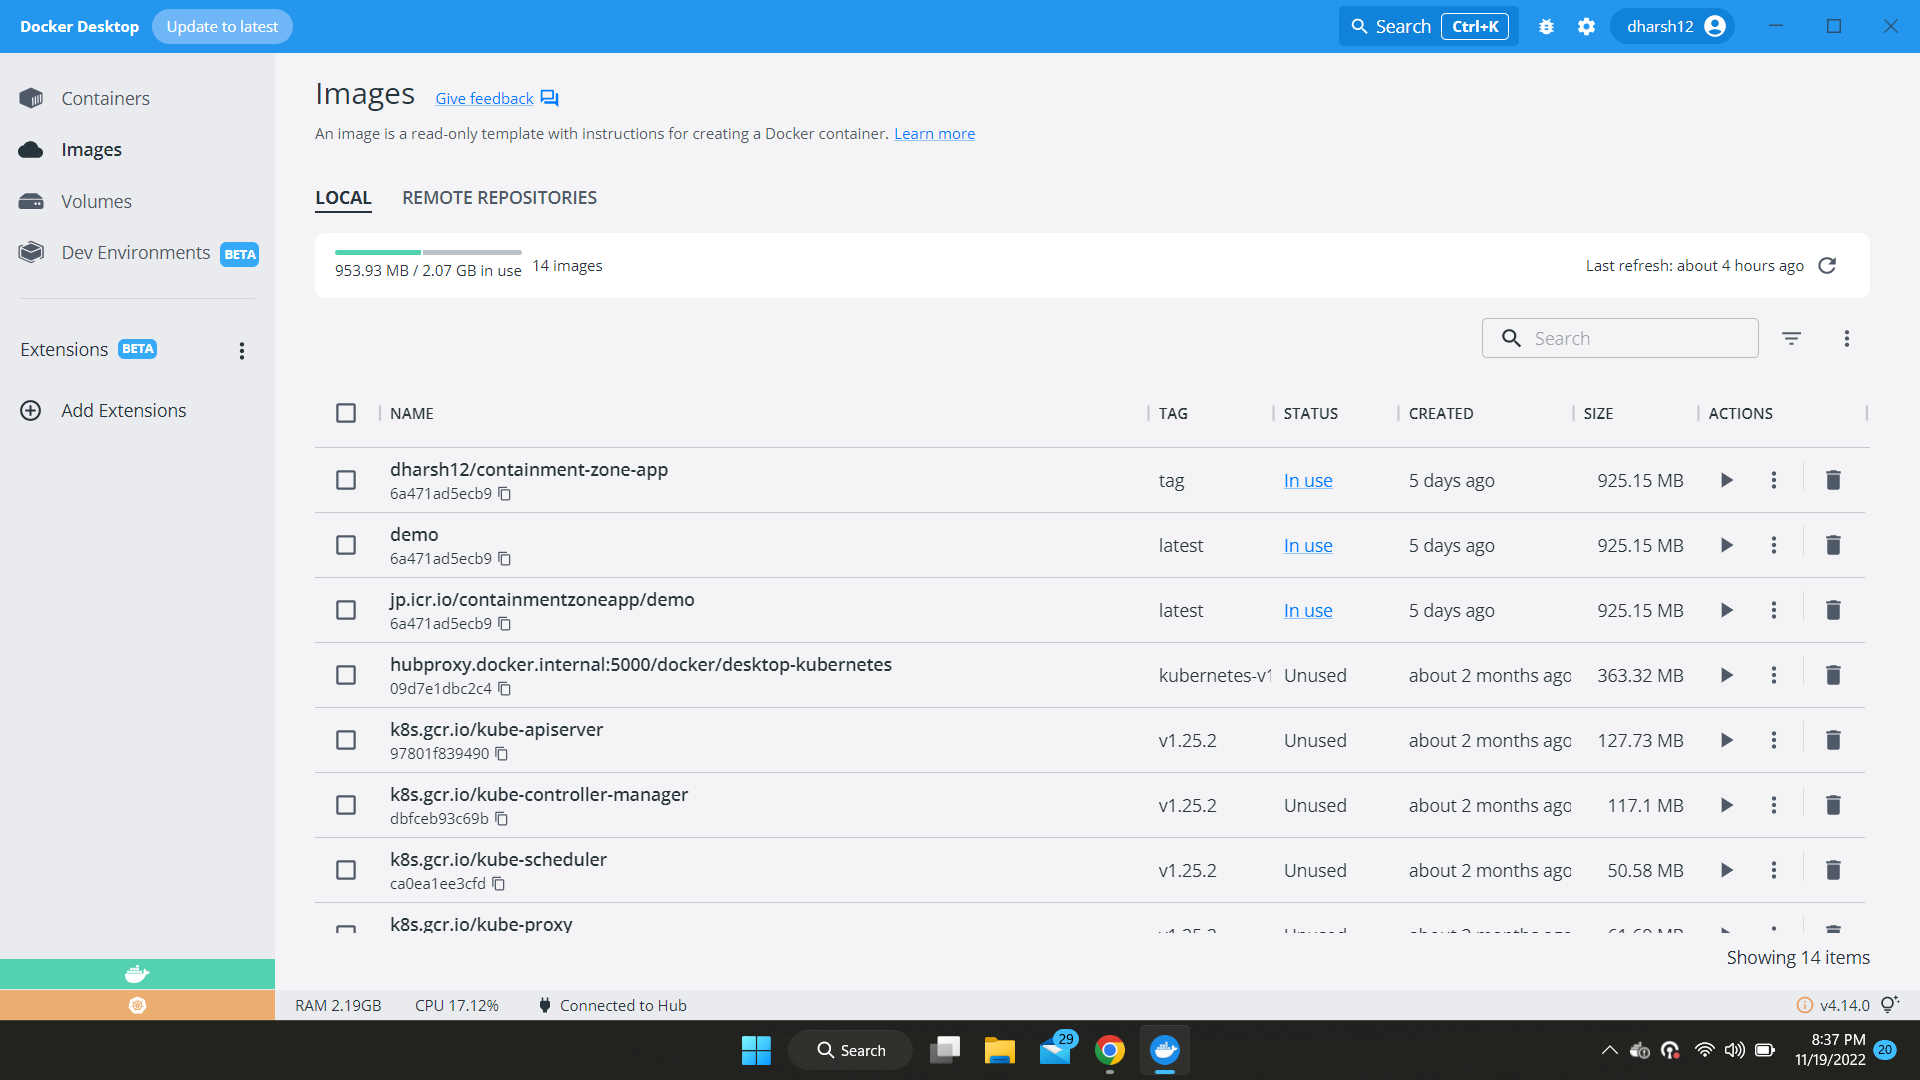 Docker Desktop Update to latest Search Ctrl+K dharsh12
Containers
Images
Volumes
Dev Environments BETA
Extensions BETA
Add Extensions
Images Give feedback
An image is a read-only template with instructions for creating a Docker container. Learn more
LOCAL REMOTE REPOSITORIES
953.93 MB / 2.07 GB in use 14 images Last refresh: about 4 hours ago
Search
NAME TAG STATUS CREATED SIZE ACTIONS
dharsh12/containment-zone-app
6a471ad5ecb9
tag In use 5 days ago 925.15 MB
demo
6a471ad5ecb9
latest In use 5 days ago 925.15 MB
jp.icr.io/containmentzoneapp/demo
6a471ad5ecb9
latest In use 5 days ago 925.15 MB
hubproxy.docker.internal:5000/docker/desktop-kubernetes
09d7e1dbc2c4
kubernetes-v1 Unused about 2 months ago 363.32 MB
k8s.gcr.io/kube-apiserver
97801f839490
v1.25.2 Unused about 2 months ago 127.73 MB
k8s.gcr.io/kube-controller-manager
dbfceb93c69b
v1.25.2 Unused about 2 months ago 117.1 MB
k8s.gcr.io/kube-scheduler
ca0ea1ee3cfd
v1.25.2 Unused about 2 months ago 50.58 MB
k8s.gcr.io/kube-proxy
Showing 14 items
RAM 2.19GB CPU 17.12% Connected to Hub v4.14.0
Search 29 8:37 PM
11/19/2022 20